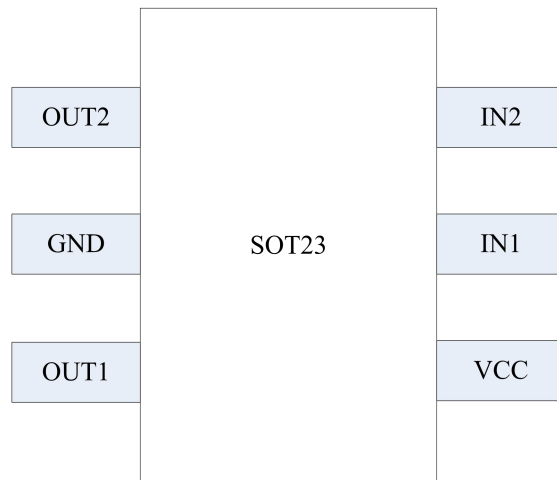 OUT2
IN2
GND
SOT23
IN1
OUT1
VCC